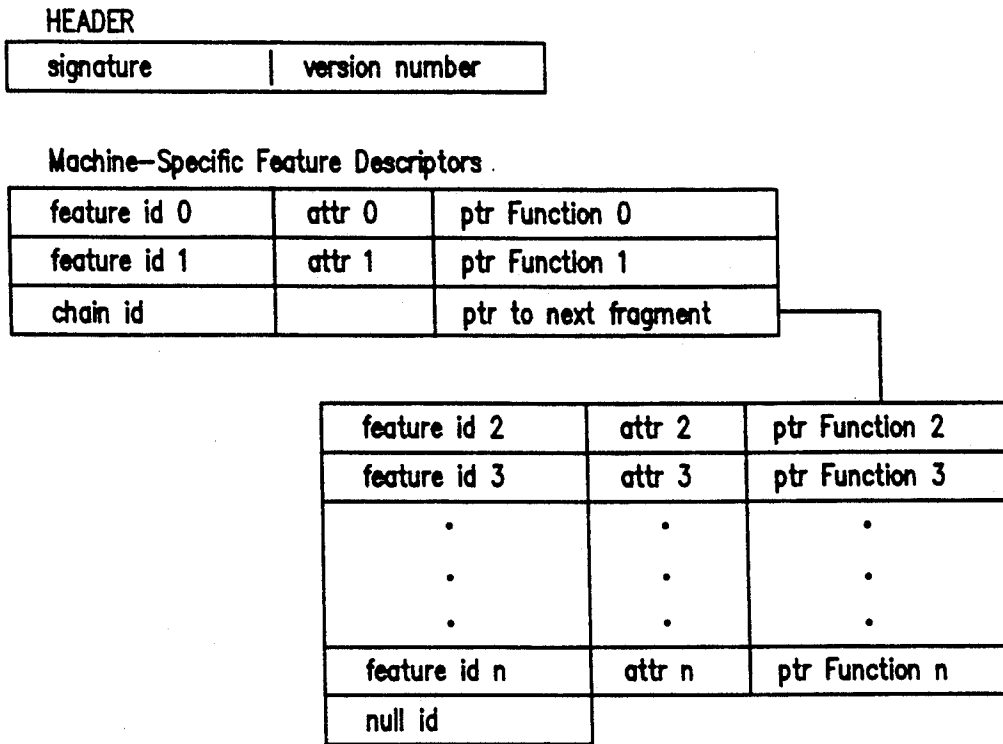 HEADER
signature | version number
Machine-Specific Feature Descriptors
feature id 0 attr 0 ptr Function 0
feature id 1 attr 1 ptr Function 1
chain id ptr to next fragment
feature id 2 attr 2 ptr Function 2
feature id 3 attr 3 ptr Function 3
. . .
. . .
. . .
feature id n attr n ptr Function n
null id